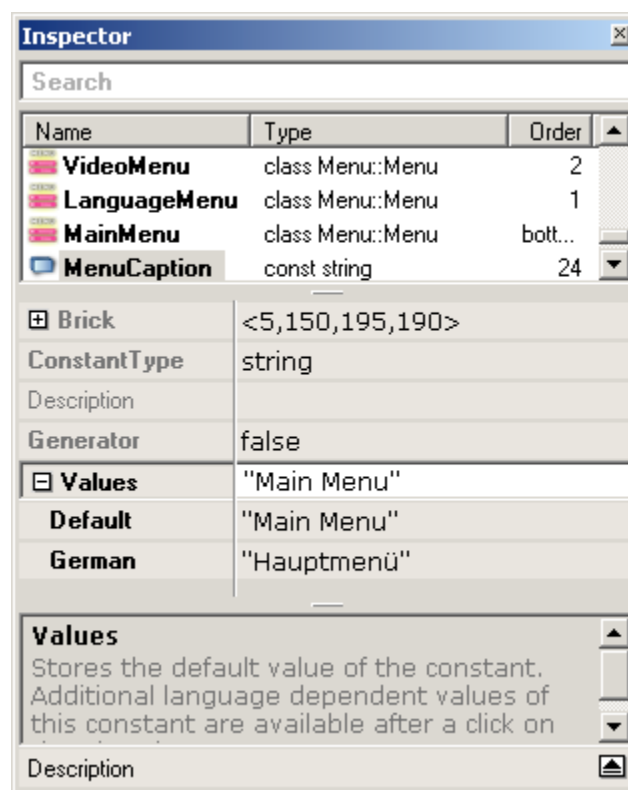 Inspector
Search
Name Type Order
VideoMenu class Menu::Menu 2
LanguageMenu class Menu::Menu 1
MainMenu class Menu::Menu bott...
MenuCaption const string 24
Brick <5,150,195,190>
ConstantType string
Description
Generator false
Values "Main Menu"
Default "Main Menu"
German "Hauptmenü"
Values
Stores the default value of the constant.
Additional language dependent values of
this constant are available after a click on
Description